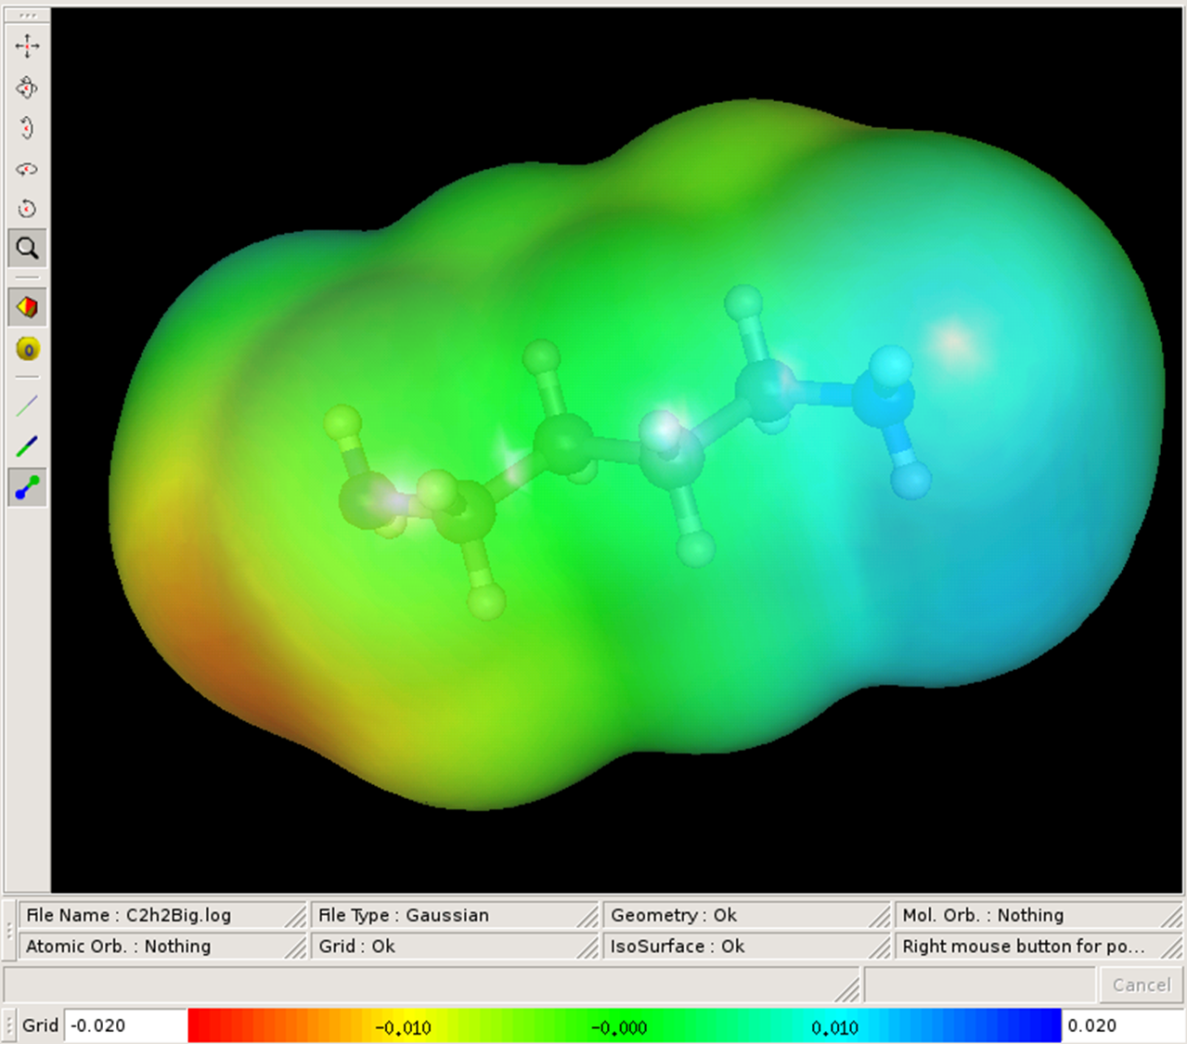 File Name : C2h2Big.log File Type : Gaussian Geometry : Ok Mol. Orb. : Nothing
Atomic Orb. : Nothing Grid : Ok IsoSurface : Ok Right mouse button for po...
Cancel
Grid -0.020 -0.010 -0.000 0.010 0.020